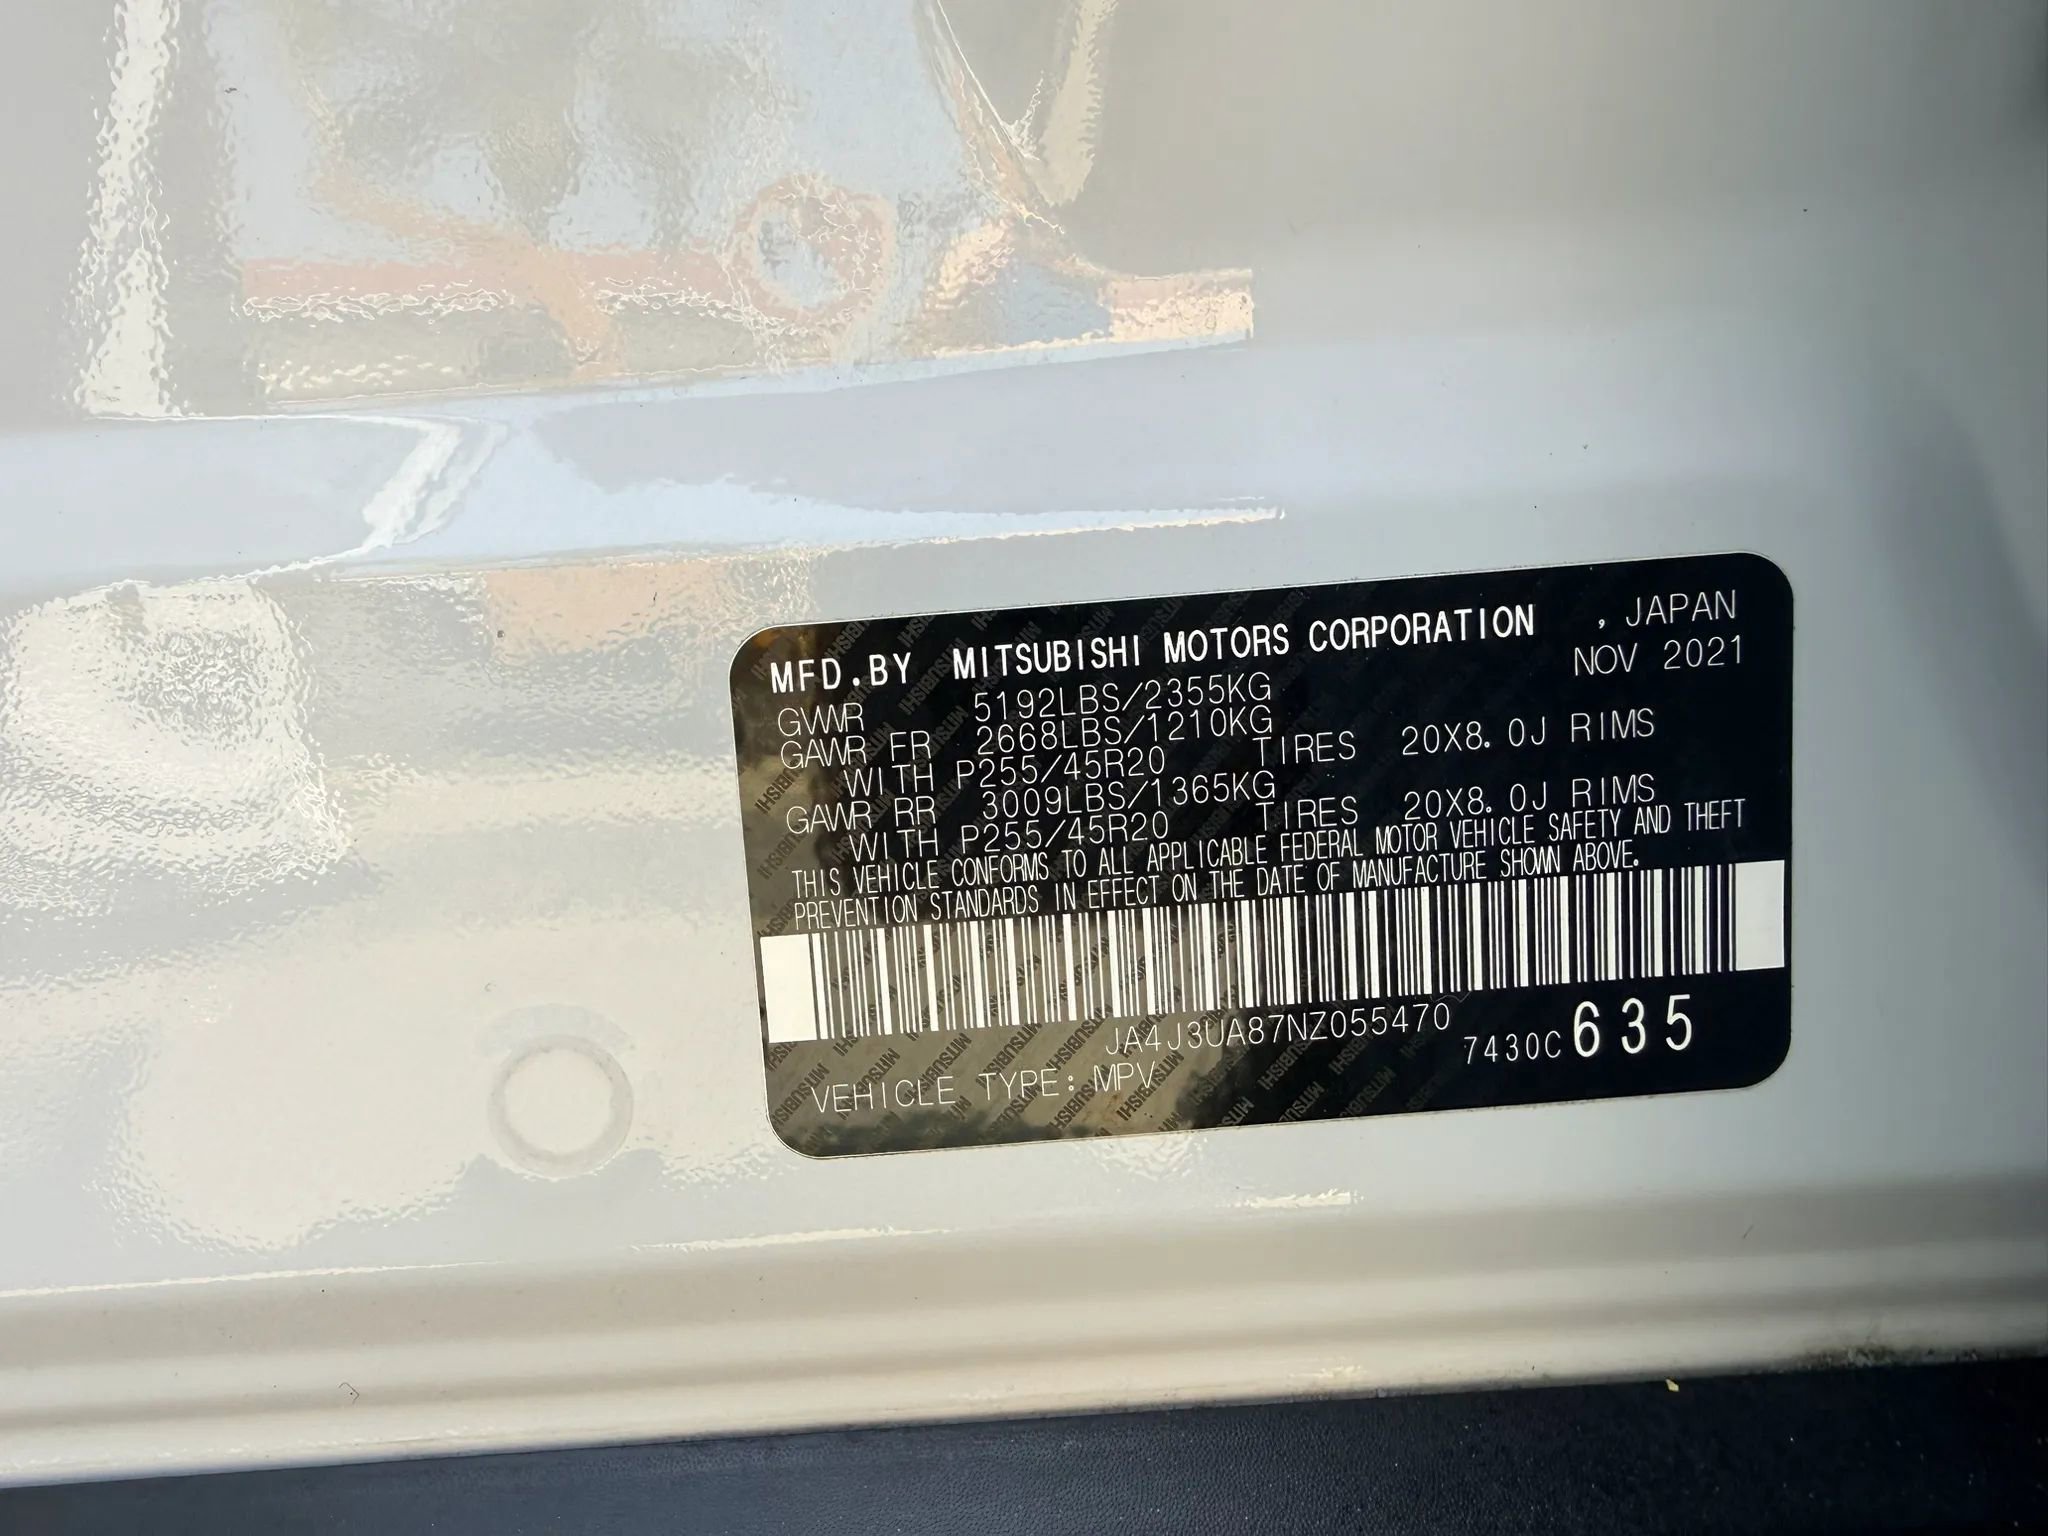 MFD.BY MITSUBISHI MOTORS CORPORATION , JAPAN
NOV 2021
GVWR 5192LBS/2355KG
GAWR FR 2668LBS/1210KG
WITH P255/45R20 TIRES 20X8.0J RIMS
GAWR RR 3009LBS/1365KG
WITH P255/45R20 TIRES 20X8.0J RIMS
THIS VEHICLE CONFORMS TO ALL APPLICABLE FEDERAL MOTOR VEHICLE SAFETY AND THEFT
PREVENTION STANDARDS IN EFFECT ON THE DATE OF MANUFACTURE SHOWN ABOVE.
JA4J3UA87NZ055470
7430C 635
VEHICLE TYPE: MPV